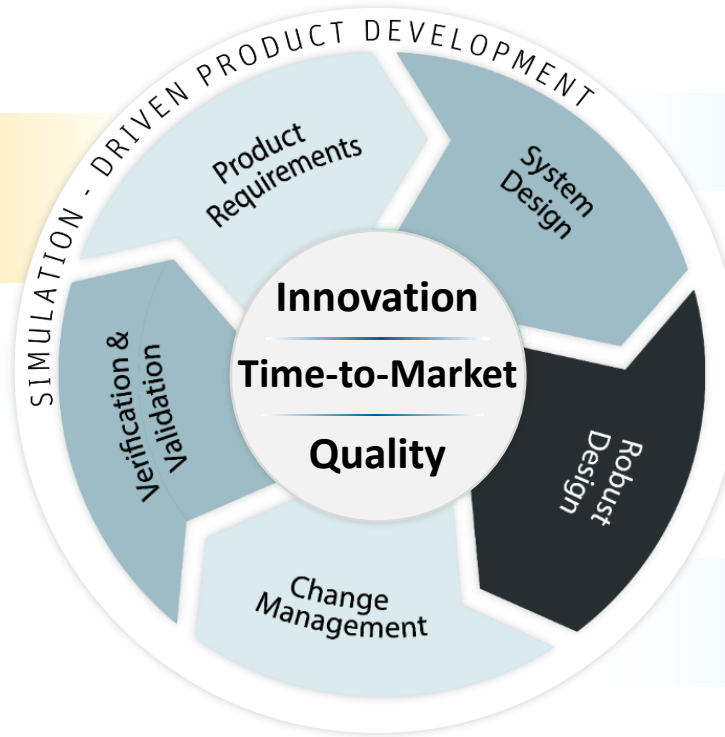 SIMULATION - DRIVEN PRODUCT DEVELOPMENT
Product
Requirements
System
Design
Robust
Design
Change
Management
Verification &
Validation
Innovation
Time-to-Market
Quality